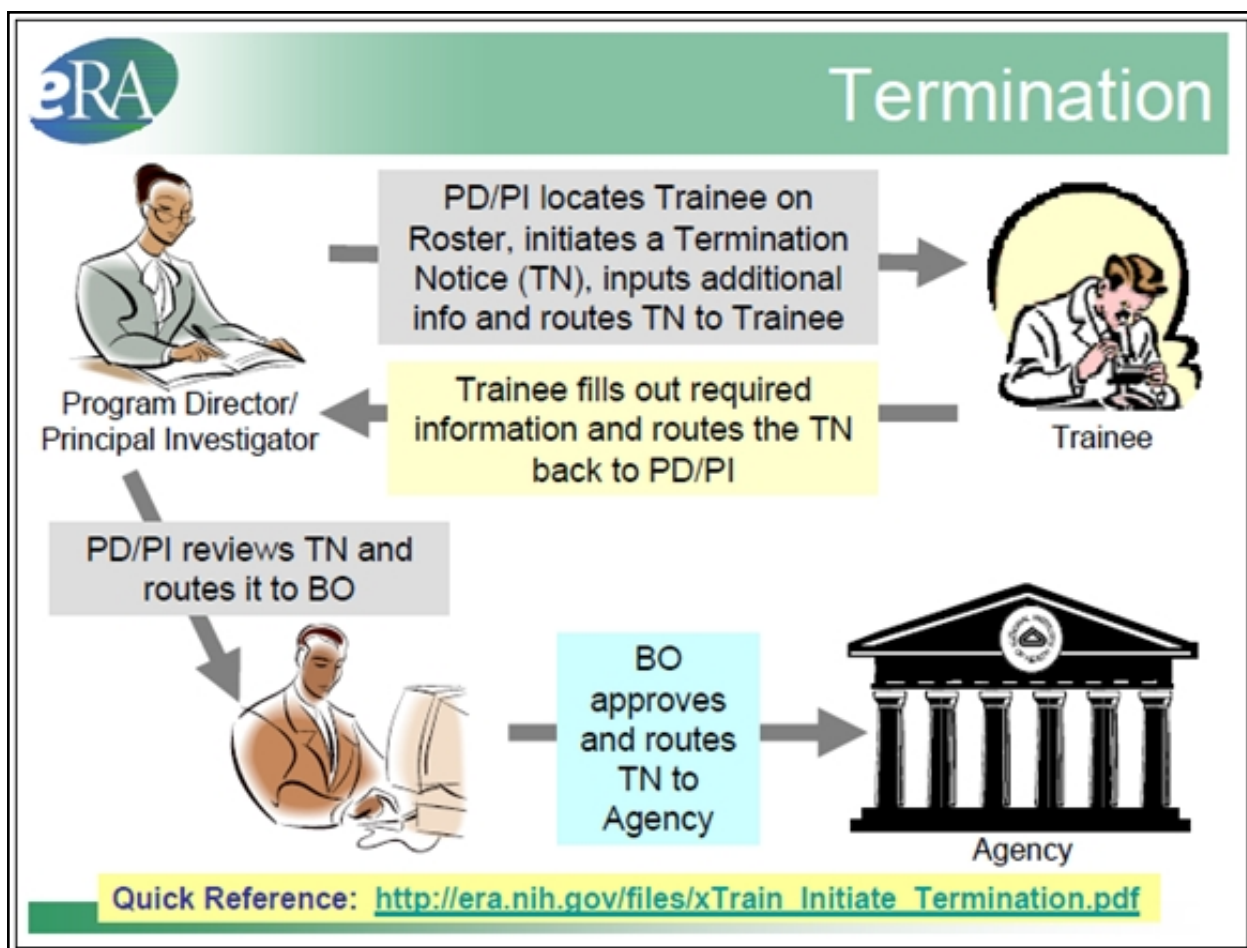 eRA
Termination
PD/PI locates Trainee on
Roster, initiates a Termination
Notice (TN), inputs additional
info and routes TN to Trainee
Program Director/
Principal Investigator
Trainee fills out required
information and routes the TN
back to PD/PI
Trainee
PD/PI reviews TN and
routes it to BO
BO
approves
and routes
TN to
Agency
Agency
Quick Reference: http://era.nih.gov/files/xTrain_Initiate_Termination.pdf